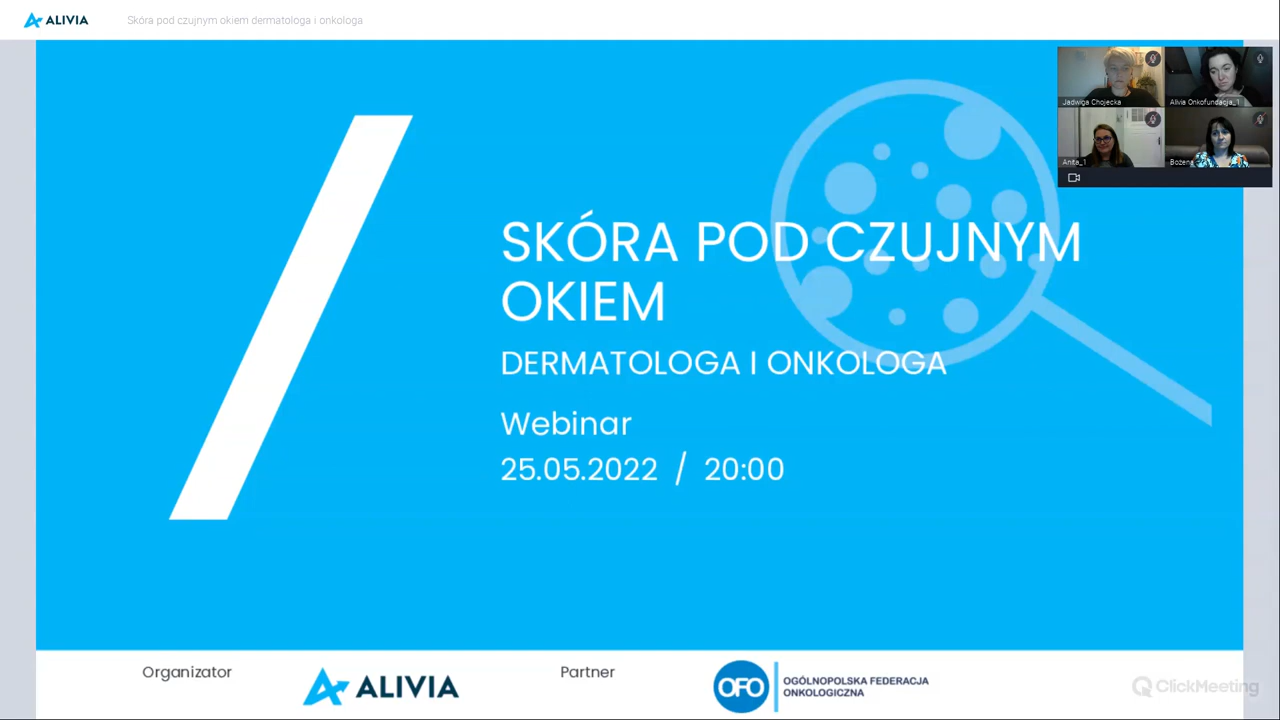 ALIVIA
Skóra pod czujnym okiem dermatologa i onkologa
Jadwiga Chojecka
Alivia Onkofundacja_1
Anita_1
Bożena
SKÓRA POD CZUJNYM
OKIEM
DERMATOLOGA I ONKOLOGA
Webinar
25.05.2022 / 20:00
Organizator
ALIVIA
Partner
OFO
OGÓLNOPOLSKA FEDERACJA
ONKOLOGICZNA
ClickMeeting